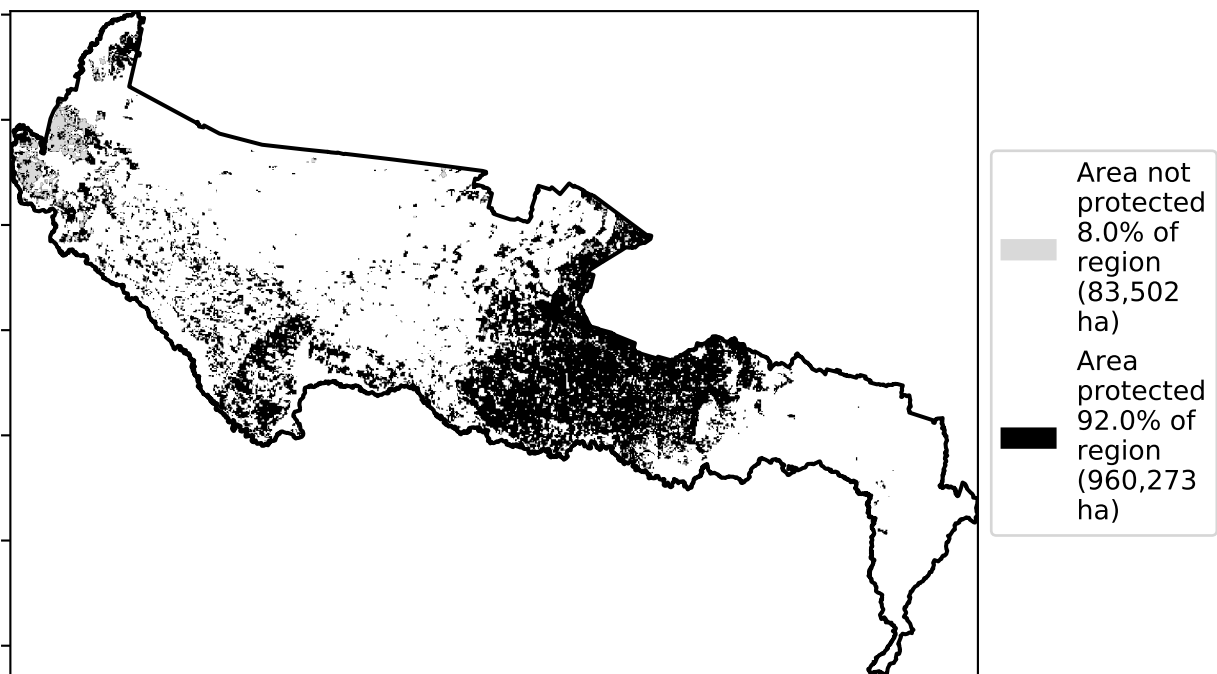 Area not
protected
8.0% of
region
(83,502
ha)
Area
protected
92.0% of
region
(960,273
ha)